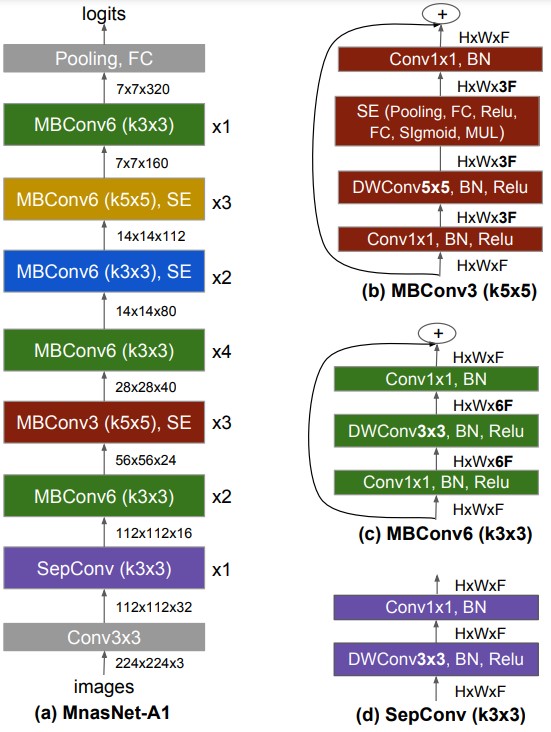 logits
Pooling, FC
7x7x320
MBConv6 (k3x3)
x1
7x7x160
MBConv6 (k5x5), SE
x3
14x14x112
MBConv6 (k3x3), SE
x2
14x14x80
MBConv6 (k3x3)
x4
28x28x40
MBConv3 (k5x5), SE
x3
56x56x24
MBConv6 (k3x3)
x2
112x112x16
SepConv (k3x3)
x1
112x112x32
Conv3x3
224x224x3
images
(a) MnasNet-A1
+
HxWxF
Conv1x1, BN
HxWx3F
SE (Pooling, FC, Relu,
FC, SIgmoid, MUL)
HxWx3F
DWConv5x5, BN, Relu
HxWx3F
Conv1x1, BN, Relu
HxWxF
(b) MBConv3 (k5x5)
+
HxWxF
Conv1x1, BN
HxWx6F
DWConv3x3, BN, Relu
HxWx6F
Conv1x1, BN, Relu
HxWxF
(c) MBConv6 (k3x3)
HxWxF
Conv1x1, BN
HxWxF
DWConv3x3, BN, Relu
HxWxF
(d) SepConv (k3x3)